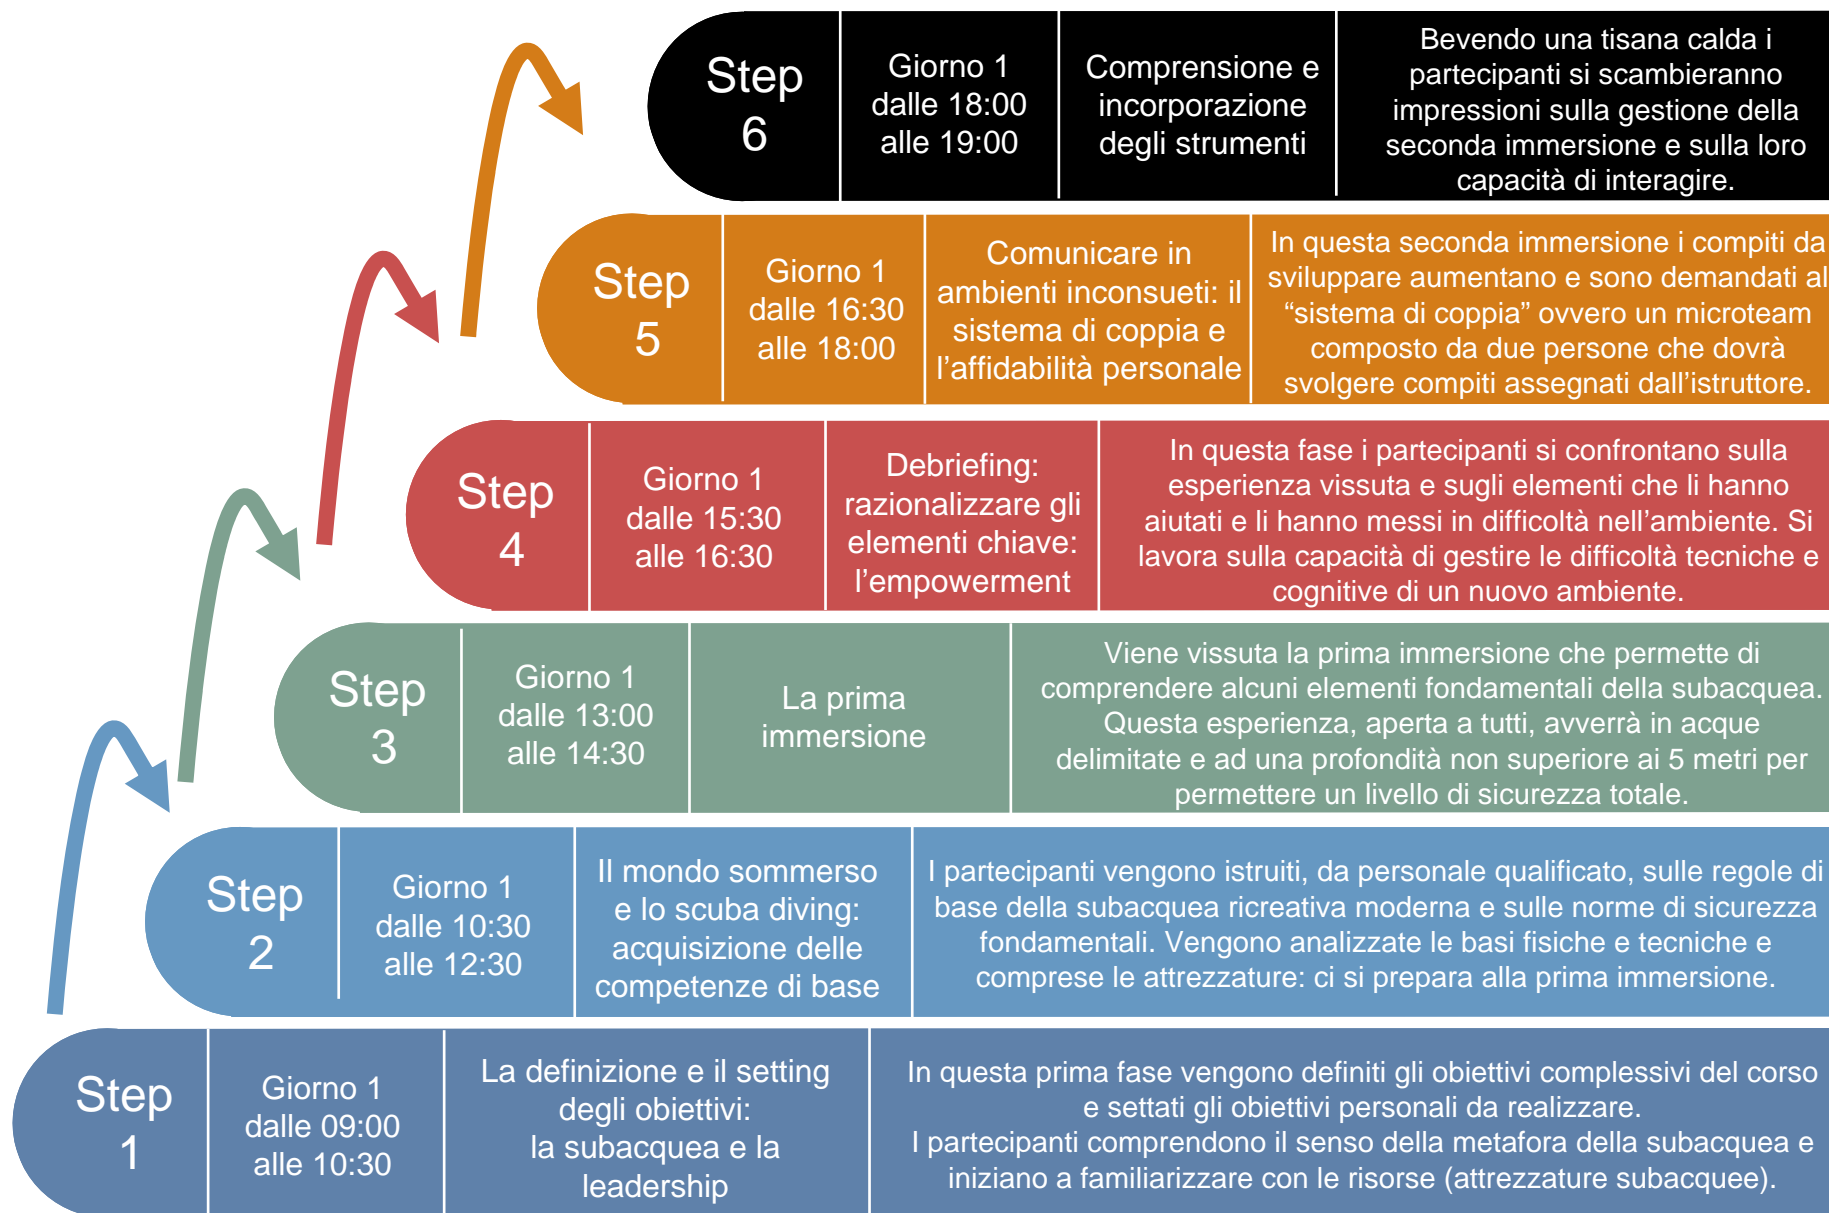 Step
6
Giorno 1
dalle 18:00
alle 19:00
Comprensione e
incorporazione
degli strumenti
Bevendo una tisana calda i
partecipanti si scambieranno
impressioni sulla gestione della
seconda immersione e sulla loro
capacità di interagire.
Step
5
Giorno 1
dalle 16:30
alle 18:00
Comunicare in
ambienti inconsueti: il
sistema di coppia e
l’affidabilità personale
In questa seconda immersione i compiti da
sviluppare aumentano e sono demandati al
“sistema di coppia” ovvero un microteam
composto da due persone che dovrà
svolgere compiti assegnati dall’istruttore.
Step
4
Giorno 1
dalle 15:30
alle 16:30
Debriefing:
razionalizzare gli
elementi chiave:
l’empowerment
In questa fase i partecipanti si confrontano sulla
esperienza vissuta e sugli elementi che li hanno
aiutati e li hanno messi in difficoltà nell’ambiente. Si
lavora sulla capacità di gestire le difficoltà tecniche e
cognitive di un nuovo ambiente.
Step
3
Giorno 1
dalle 13:00
alle 14:30
La prima
immersione
Viene vissuta la prima immersione che permette di
comprendere alcuni elementi fondamentali della subacquea.
Questa esperienza, aperta a tutti, avverrà in acque
delimitate e ad una profondità non superiore ai 5 metri per
permettere un livello di sicurezza totale.
Step
2
Giorno 1
dalle 10:30
alle 12:30
Il mondo sommerso
e lo scuba diving:
acquisizione delle
competenze di base
I partecipanti vengono istruiti, da personale qualificato, sulle regole di
base della subacquea ricreativa moderna e sulle norme di sicurezza
fondamentali. Vengono analizzate le basi fisiche e tecniche e
comprese le attrezzature: ci si prepara alla prima immersione.
Step
1
Giorno 1
dalle 09:00
alle 10:30
La definizione e il setting
degli obiettivi:
la subacquea e la
leadership
In questa prima fase vengono definiti gli obiettivi complessivi del corso
e settati gli obiettivi personali da realizzare.
I partecipanti comprendono il senso della metafora della subacquea e
iniziano a familiarizzare con le risorse (attrezzature subacquee).